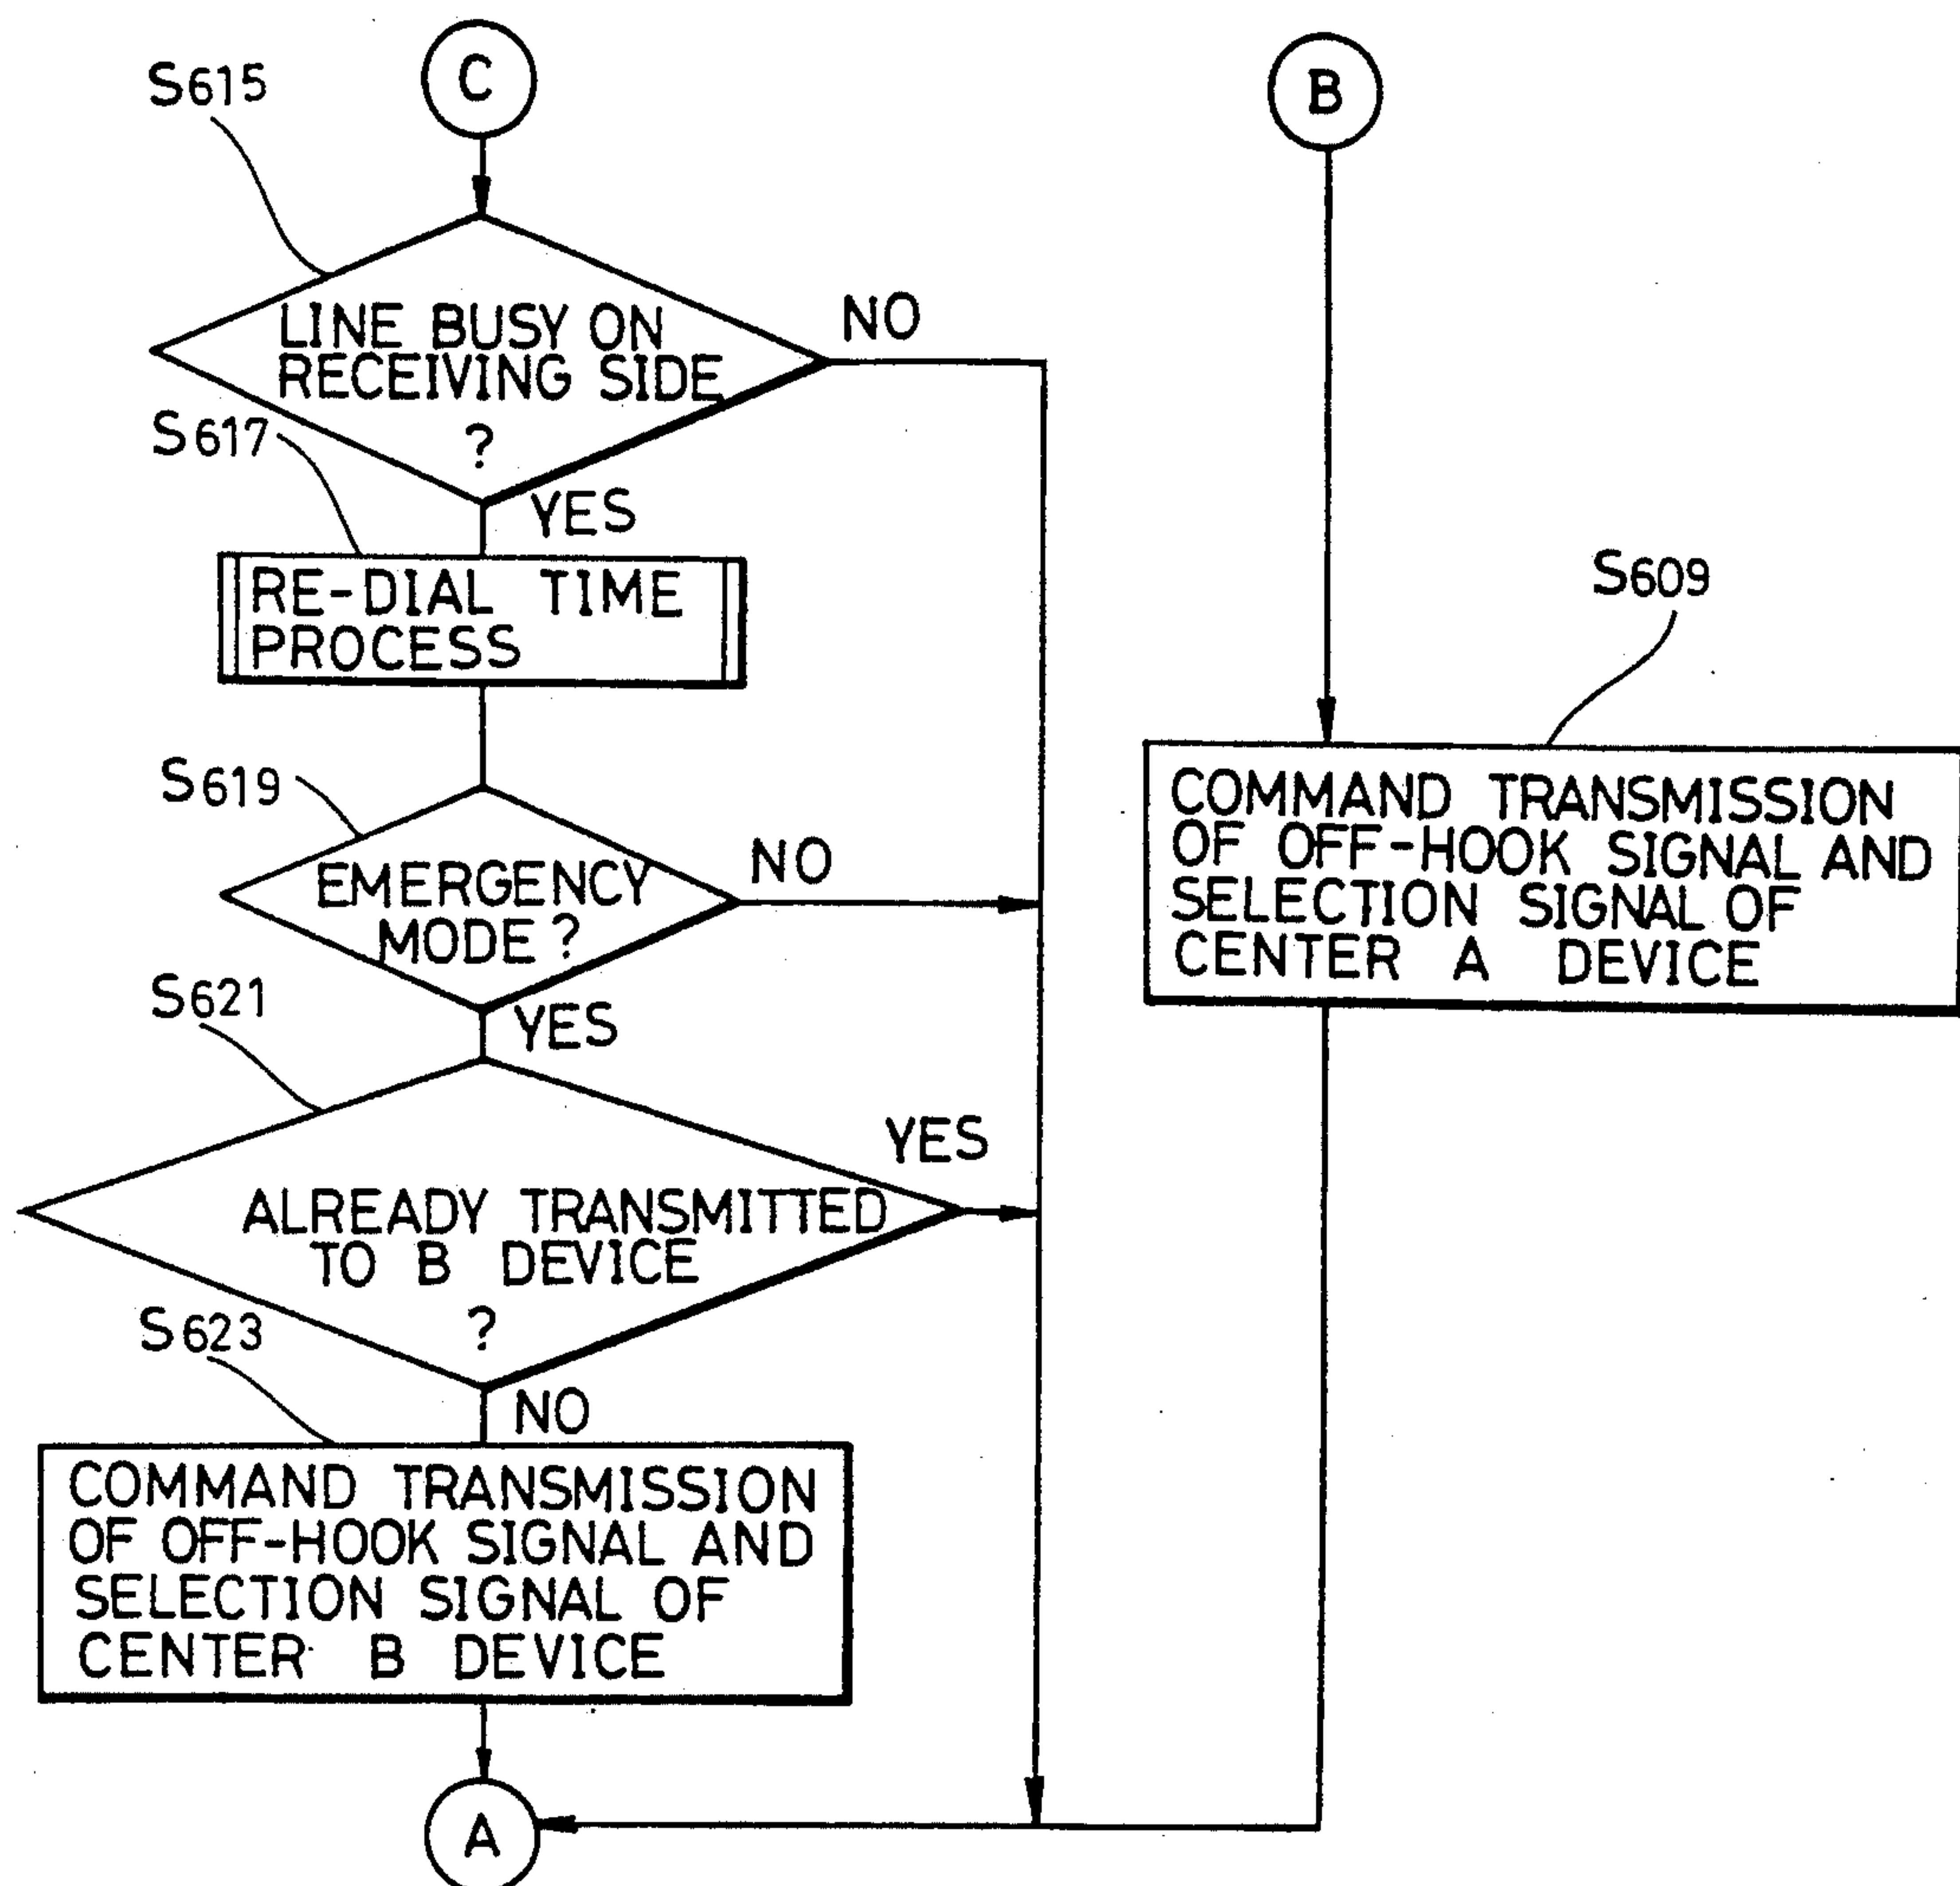 C
S615
LINE BUSY ON
RECEIVING SIDE
?
NO
YES
S617
RE-DIAL TIME
PROCESS
S619
EMERGENCY
MODE?
NO
YES
S621
ALREADY TRANSMITTED
TO B DEVICE
?
YES
NO
S623
COMMAND TRANSMISSION
OF OFF-HOOK SIGNAL AND
SELECTION SIGNAL OF
CENTER B DEVICE
A
B
S609
COMMAND TRANSMISSION
OF OFF-HOOK SIGNAL AND
SELECTION SIGNAL OF
CENTER A DEVICE